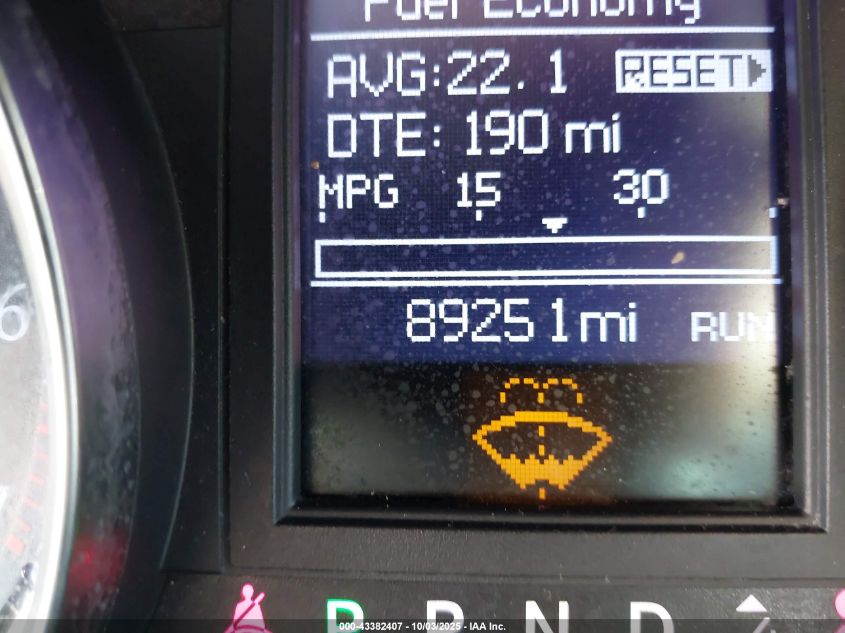 Fuel Economy
AVG:22.1 RESET
DTE: 190 mi
MPG 15 30
89251mi RUN
6
P R N D
000-43382407 - 10/03/2025 - IAA Inc.